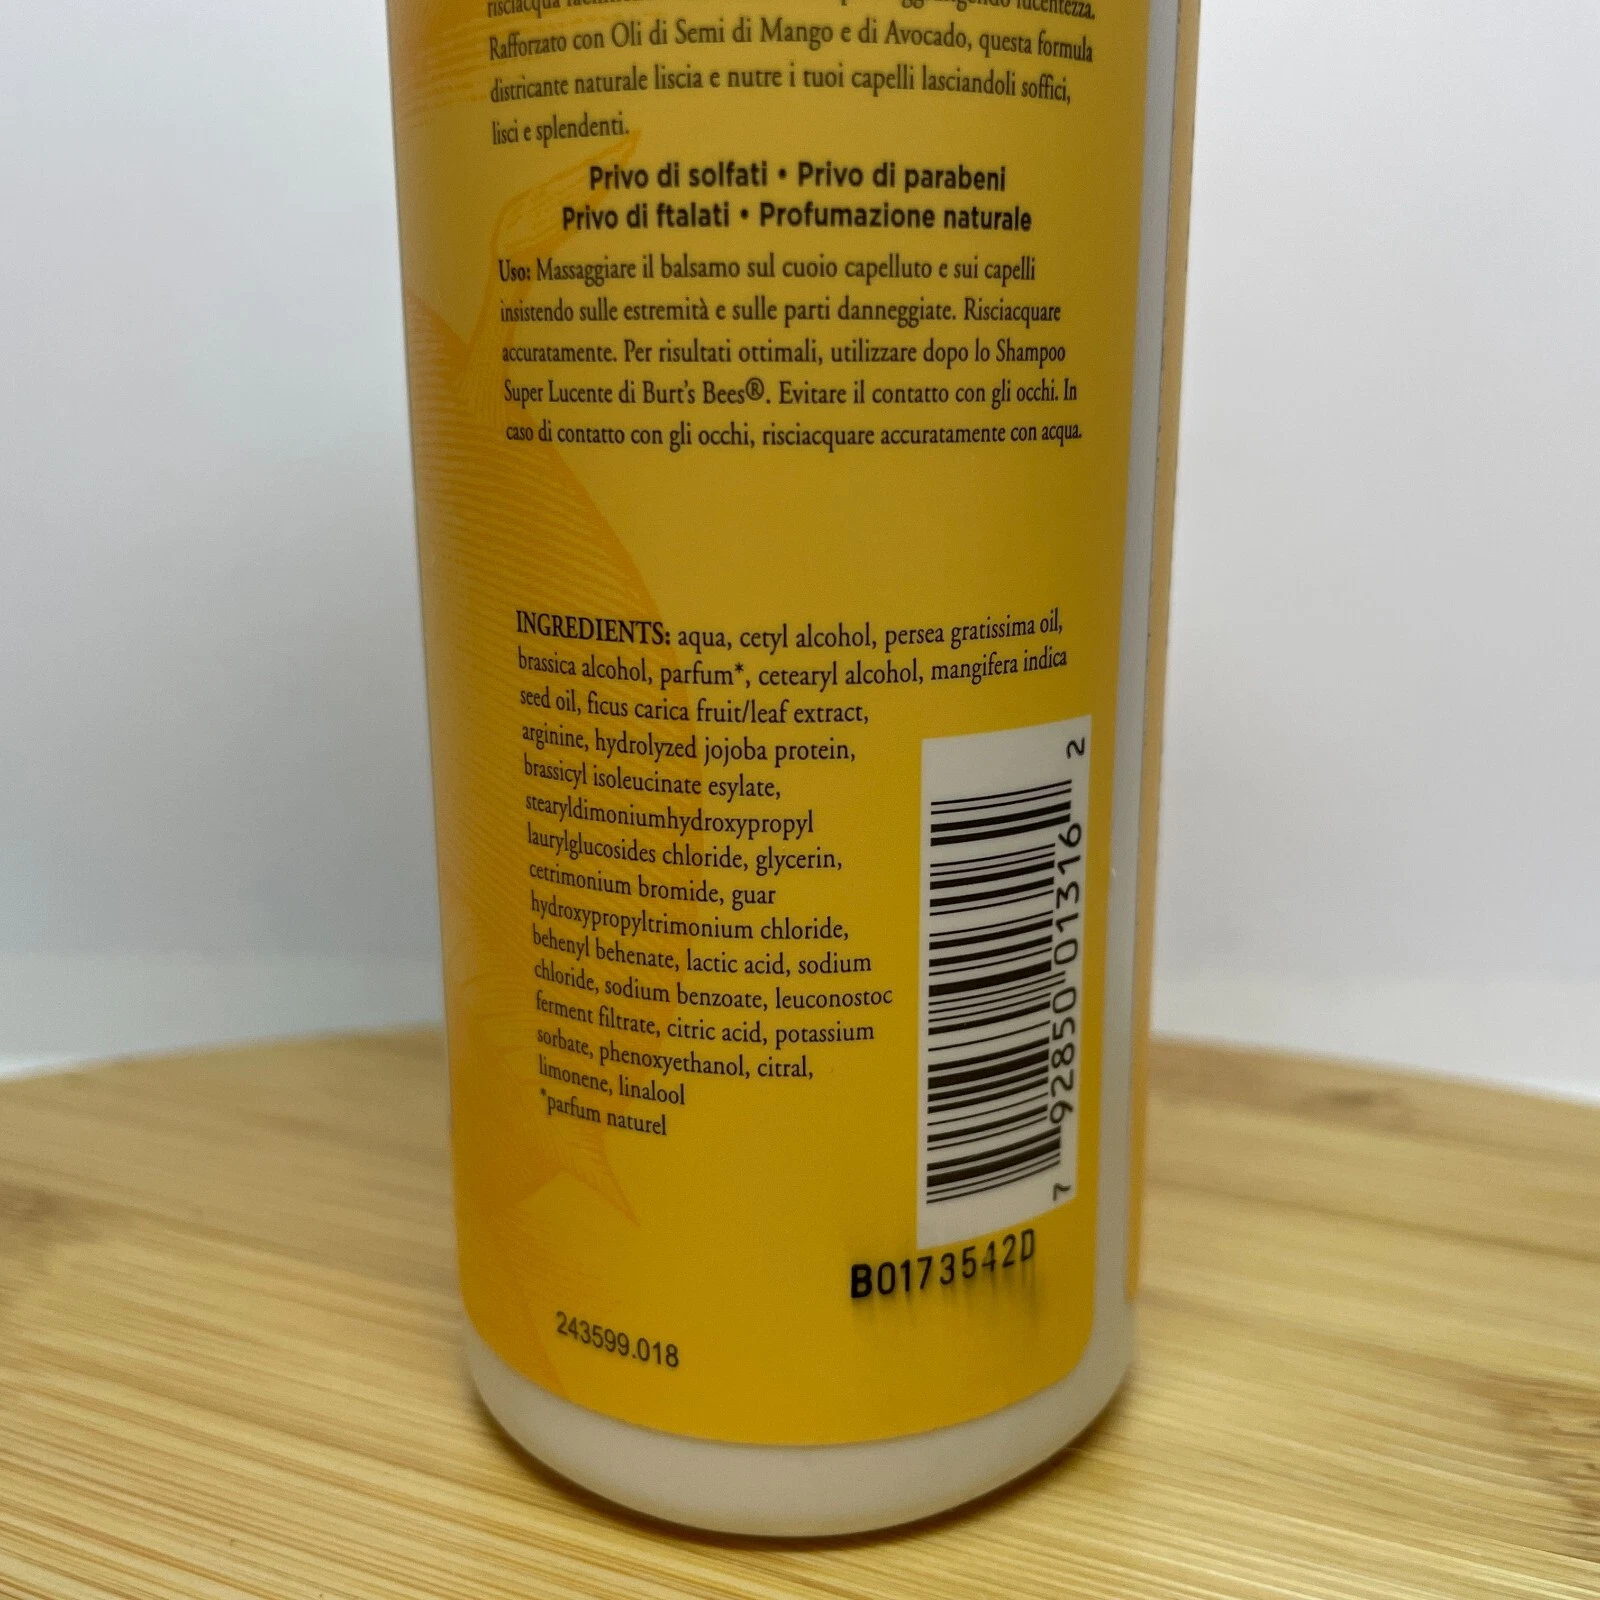 risciacqua
lucentezza.
Rafforzato con Oli di Semi di Mango e di Avocado, questa formula
districante naturale liscia e nutre i tuoi capelli lasciandoli soffici,
lisci e splendenti.
Privo di solfati • Privo di parabeni
Privo di ftalati • Profumazione naturale
Uso: Massaggiare il balsamo sul cuoio capelluto e sui capelli
insistendo sulle estremità e sulle parti danneggiate. Risciacquare
accuratamente. Per risultati ottimali, utilizzare dopo lo Shampoo
Super Lucente di Burt's Bees®. Evitare il contatto con gli occhi. In
caso di contatto con gli occhi, risciacquare accuratamente con acqua.
INGREDIENTS: aqua, cetyl alcohol, persea gratissima oil,
brassica alcohol, parfum*, cetearyl alcohol, mangifera indica
seed oil, ficus carica fruit/leaf extract,
arginine, hydrolyzed jojoba protein,
brassicyl isoleucinate esylate,
stearyldimoniumhydroxypropyl
laurylglucosides chloride, glycerin,
cetrimonium bromide, guar
hydroxypropyltrimonium chloride,
behenyl behenate, lactic acid, sodium
chloride, sodium benzoate, leuconostoc
ferment filtrate, citric acid, potassium
sorbate, phenoxyethanol, citral,
limonene, linalool
*parfum naturel
7 92850 01316 2
B0173542D
243599.018